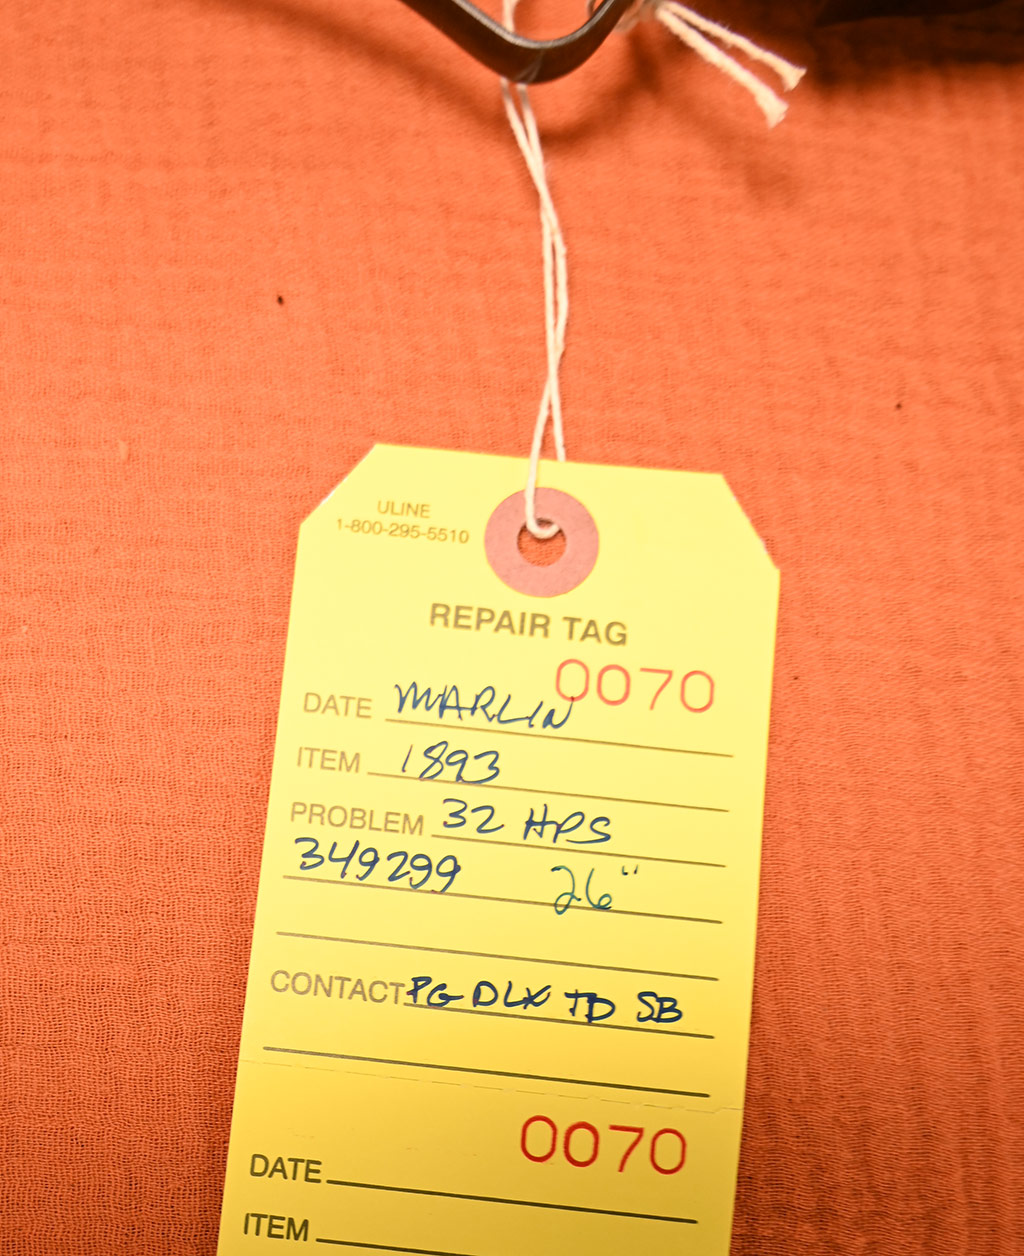 ULINE
1-800-295-5510
REPAIR TAG
0070
DATE MARLIN
ITEM 1893
PROBLEM 32 HPS
349299 26"
CONTACT PG DLX TD SB
0070
DATE
ITEM